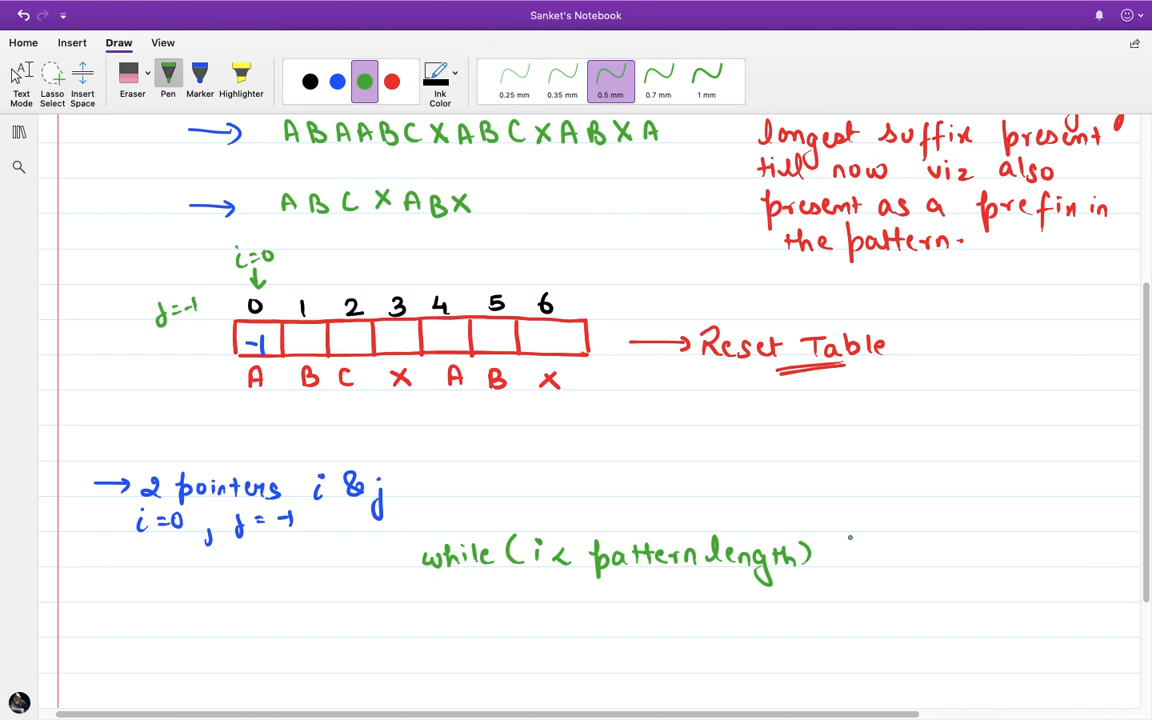 Sanket's Notebook
Home Insert Draw View
Text Mode
Lasso Select
Insert Space
Eraser
Pen
Marker
Highlighter
Ink Color
0.25 mm
0.35 mm
0.5 mm
0.7 mm
1 mm
→ A B A A B C X A B C X A B X A
→ A B C X A B X
longest suffix present
till now viz also
present as a prefix in
the pattern.
i=0
↓
j=-1
0 1 2 3 4 5 6
-1
A B C X A B X
→ Reset Table
→ 2 pointers i & j
i=0, j=-1
while (i < pattern length)